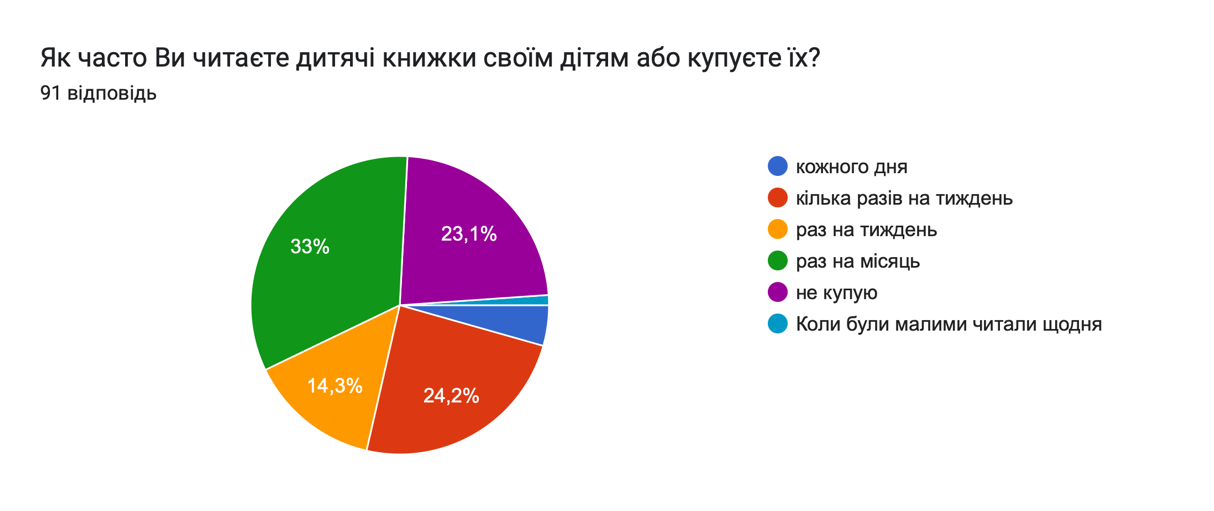 Як часто Ви читаєте дитячі книжки своїм дітям або купуєте їх?
91 відповідь
33%
23,1%
14,3%
24,2%
кожного дня
кілька разів на тиждень
раз на тиждень
раз на місяць
не купую
Коли були малими читали щодня